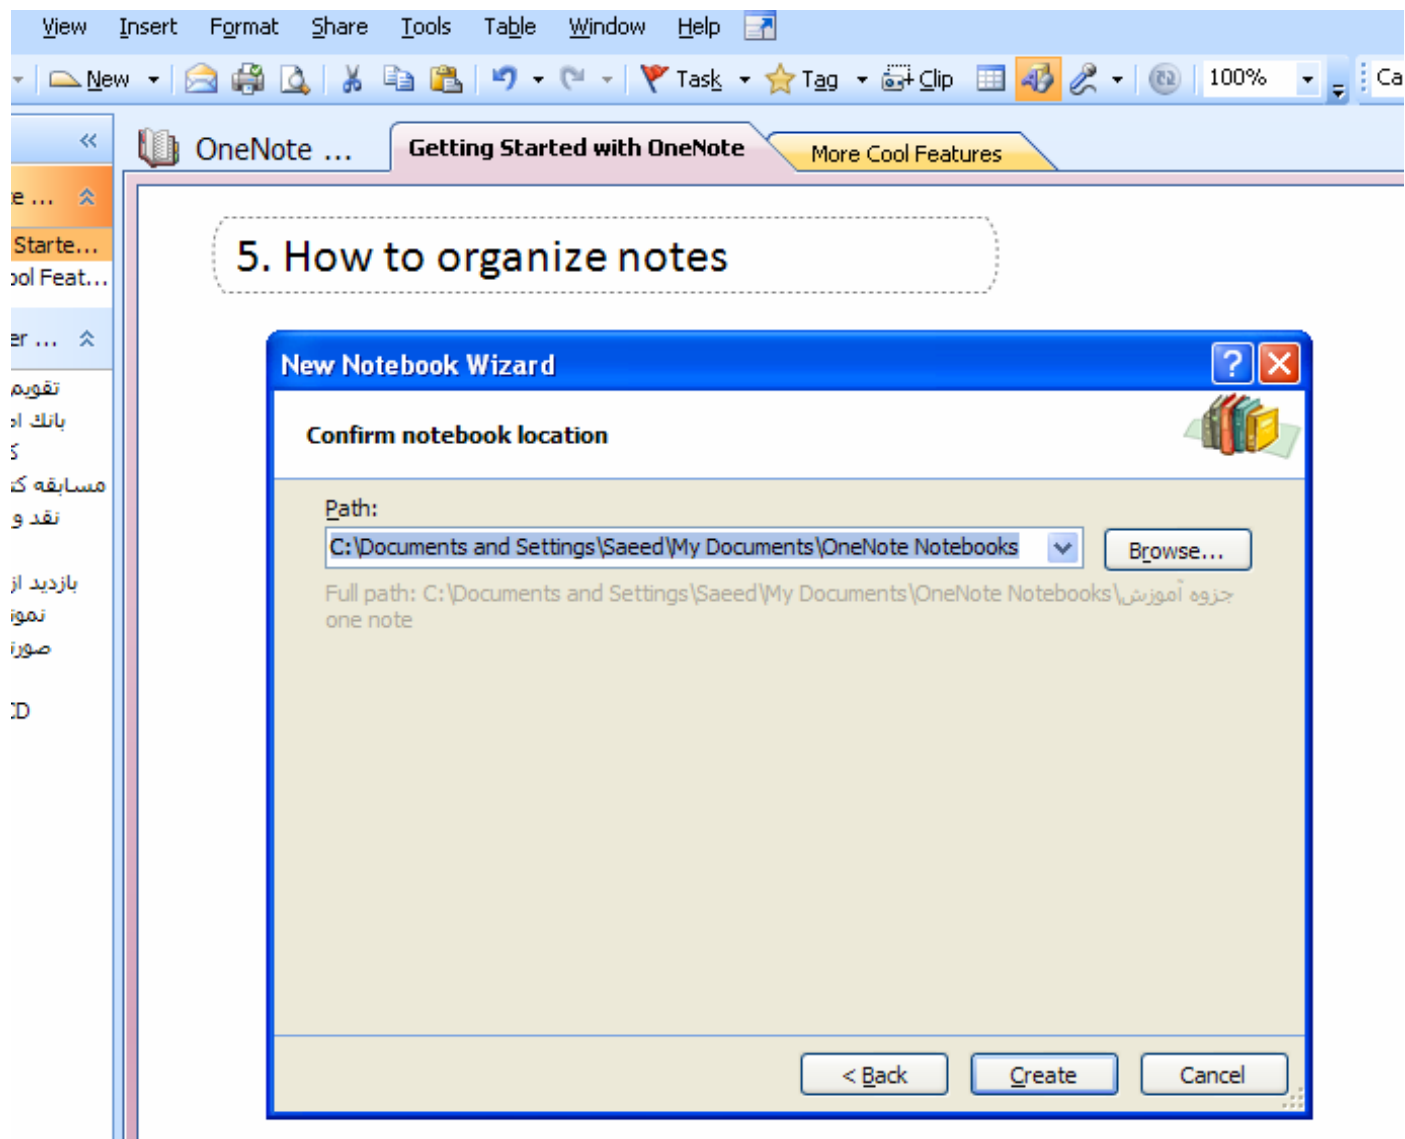 View Insert Format Share Tools Table Window Help
New Task Tag Clip 100% Ca
OneNote ... Getting Started with OneNote More Cool Features
e ...
Starte...
ool Feat...
er ...
5. How to organize notes
تقویم
بانك
مسابقه
نقد و
بازدید از
CD
New Notebook Wizard
Confirm notebook location
Path:
C:\Documents and Settings\Saeed\My Documents\OneNote Notebooks Browse...
Full path: C:\Documents and Settings\Saeed\My Documents\OneNote Notebooks\جزوه آموزش
one note
< Back Create Cancel